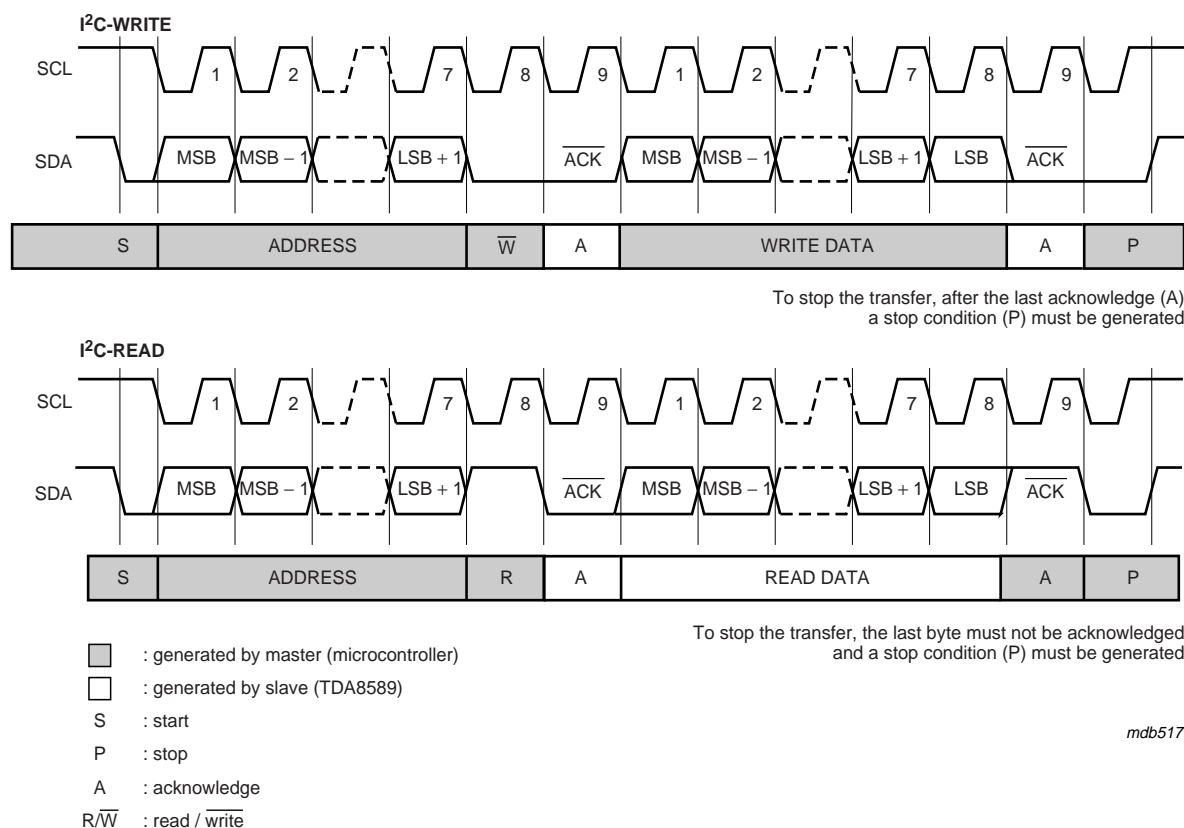 I²C-WRITE
SCL 1 2 7 8 9 1 2 7 8 9
SDA MSB MSB − 1 LSB + 1 A̅C̅K̅ MSB MSB − 1 LSB + 1 LSB A̅C̅K̅
S ADDRESS W̅ A WRITE DATA A P
To stop the transfer, after the last acknowledge (A)
a stop condition (P) must be generated
I²C-READ
SCL 1 2 7 8 9 1 2 7 8 9
SDA MSB MSB − 1 LSB + 1 A̅C̅K̅ MSB MSB − 1 LSB + 1 LSB A̅C̅K̅
S ADDRESS R A READ DATA A P
To stop the transfer, the last byte must not be acknowledged
and a stop condition (P) must be generated
: generated by master (microcontroller)
: generated by slave (TDA8589)
S : start
P : stop
A : acknowledge
R/W̅ : read / w̅r̅i̅t̅e̅
mdb517